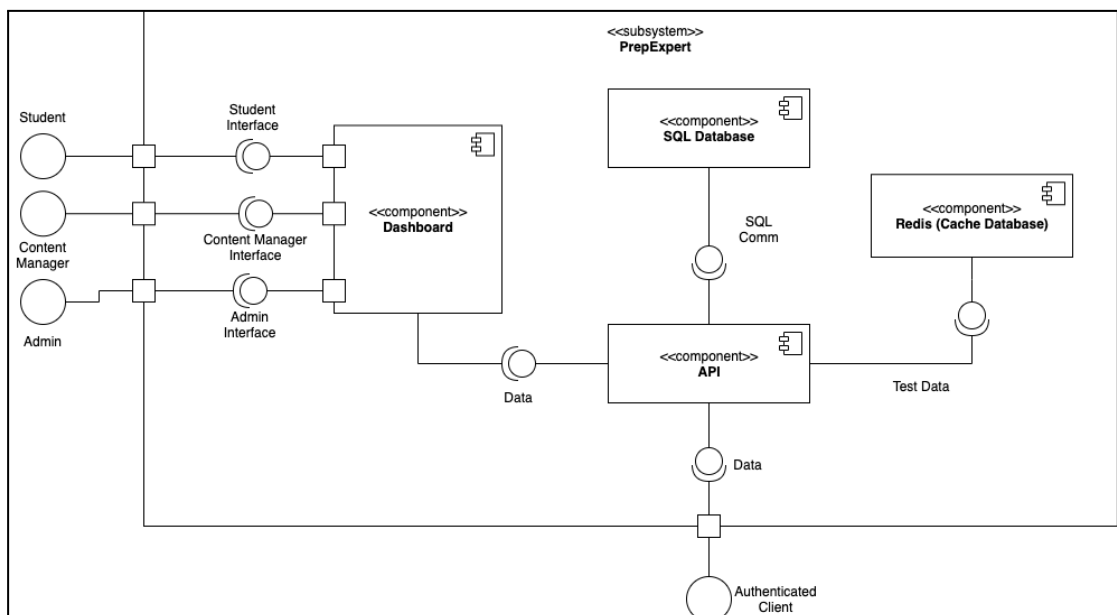 <<subsystem>>
PrepExpert
Student
Student
Interface
<<component>>
SQL Database
<<component>>
Redis (Cache Database)
<<component>>
Dashboard
Content
Manager
Content Manager
Interface
SQL
Comm
Admin
Admin
Interface
<<component>>
API
Data
Test Data
Data
Authenticated
Client